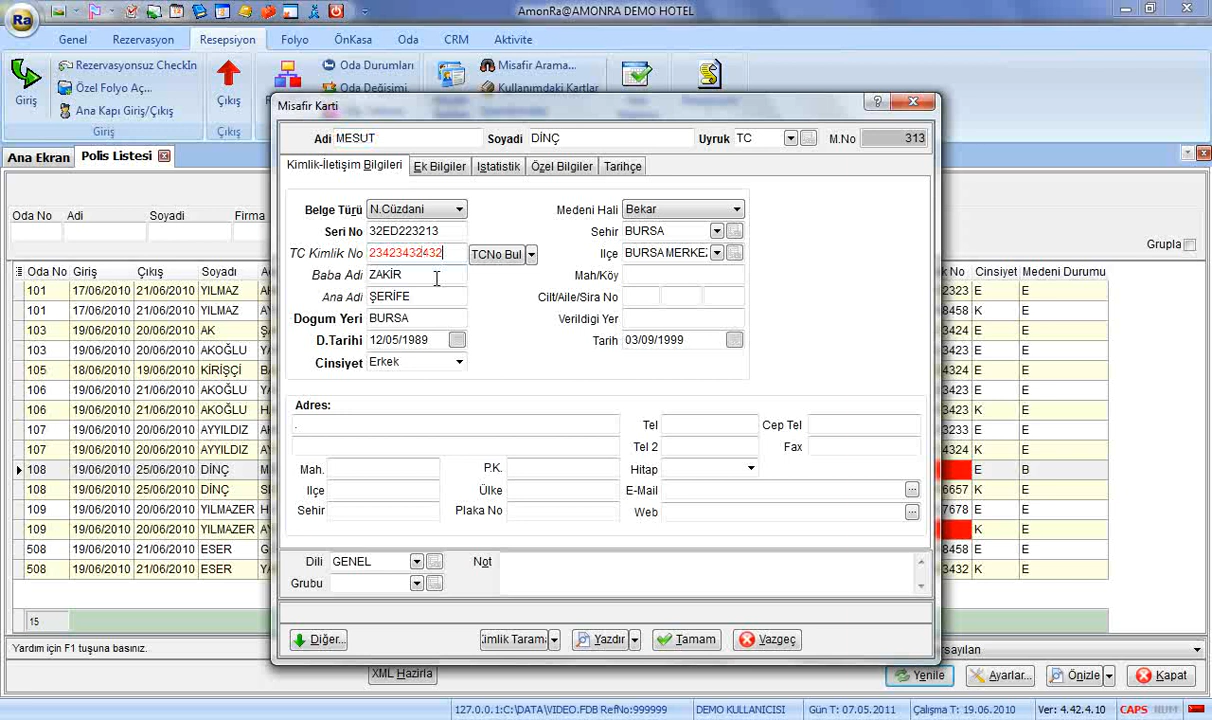 AmonRa@AMONRA DEMO HOTEL
Ra
Genel Rezervasyon Resepsiyon Folyo ÖnKasa Oda CRM Aktivite
Giriş
Rezervasyonsuz CheckIn
Özel Folyo Aç...
Ana Kapı Giriş/Çıkış
Giriş
Çıkış
Çıkış
Oda Durumları
Oda Değişimi
Misafir Arama...
Kullanımdaki Kartlar
Ana Ekran Polis Listesi
Oda No Adi Soyadi Firma
Grupla
Misafir Karti
Adi MESUT Soyadi DİNÇ Uyruk TC M.No 313
Kimlik-İletişim Bilgileri Ek Bilgiler Istatistik Özel Bilgiler Tarihçe
Belge Türü N.Cüzdani Medeni Hali Bekar
Seri No 32ED223213 Sehir BURSA
TC Kimlik No 23423432432 TCNo Bul Ilçe BURSA MERKEZ
Baba Adi ZAKİR Mah/Köy
Ana Adi ŞERİFE Cilt/Aile/Sira No
Dogum Yeri BURSA Verildigi Yer
D.Tarihi 12/05/1989 Tarih 03/09/1999
Cinsiyet Erkek
Adres:
. Tel Cep Tel
Tel 2 Fax
Mah. P.K. Hitap
Ilçe Ülke E-Mail
Sehir Plaka No Web
Dili GENEL Not
Grubu
Diğer... Yazdır Tamam Vazgeç
Oda No Giriş Çıkış Soyadı k No Cinsiyet Medeni Durumu
101 17/06/2010 21/06/2010 YILMAZ 2323 E E
101 17/06/2010 21/06/2010 YILMAZ 8458 K E
103 19/06/2010 20/06/2010 AK 3424 E E
103 19/06/2010 21/06/2010 AKOĞLU 3423 E E
105 18/06/2010 19/06/2010 KİRİŞÇİ 4324 E E
106 19/06/2010 20/06/2010 AKOĞLU 3423 E E
106 19/06/2010 20/06/2010 AKOĞLU 3423 K E
107 19/06/2010 20/06/2010 AYYILDIZ 3233 E E
107 19/06/2010 20/06/2010 AYYILDIZ 4324 K E
108 19/06/2010 25/06/2010 DİNÇ E B
108 19/06/2010 25/06/2010 DİNÇ 6657 K E
109 19/06/2010 20/06/2010 YILMAZER 7678 E E
109 19/06/2010 20/06/2010 YILMAZER K E
508 19/06/2010 21/06/2010 ESER 8458 E E
508 19/06/2010 21/06/2010 ESER 3432 K E
15
Yardım için F1 tuşuna basınız.
XML Hazirla Yenile Ayarlar... Önizle Kapat
127.0.0.1:C:\DATA\VIDEO.FDB RefNo:999999 DEMO KULLANICISI Gün T: 07.05.2011 Çalışma T: 19.06.2010 Ver: 4.42.4.10 CAPS NUM